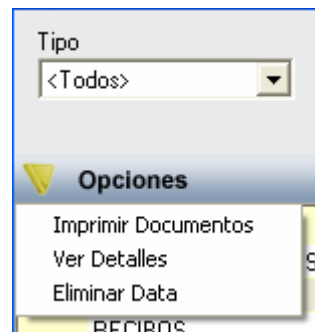 Tipo
<Todos>
Opciones
Imprimir Documentos
Ver Detalles
Eliminar Data
RECIBOS